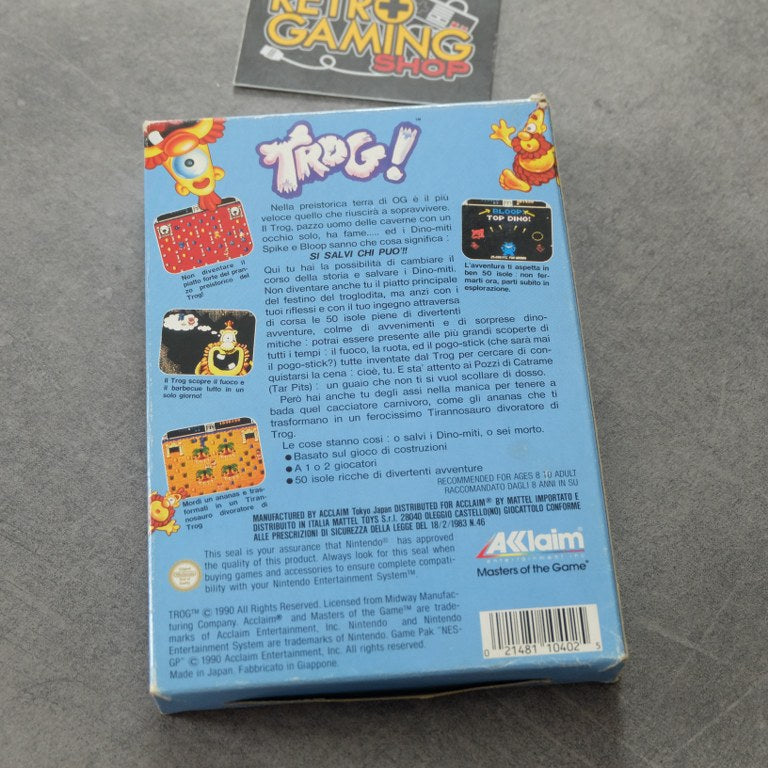 RETRO
GAMING
SHOP
TROG!™
Nella preistorica terra di OG è il più
veloce quello che riuscirà a sopravvivere.
Il Trog, pazzo uomo delle caverne con un
occhio solo, ha fame..... ed i Dino-miti
Spike e Bloop sanno che cosa significa :
SI SALVI CHI PUO'!!
Qui tu hai la possibilità di cambiare il
corso della storia e salvare i Dino-miti.
Non diventare anche tu il piatto principale
del festino del troglodita, ma anzi con i
tuoi riflessi e con il tuo ingegno attraversa
di corsa le 50 isole piene di divertenti
avventure, colme di avvenimenti e di sorprese dino-
mitiche : potrai essere presente alle più grandi scoperte di
tutti i tempi : il fuoco, la ruota, ed il pogo-stick (che sarà mai
il pogo-stick?) tutte inventate dal Trog per cercare di con-
quistarsi la cena : cioè, tu. E sta' attento ai Pozzi di Catrame
(Tar Pits) : un guaio che non ti si vuol scollare di dosso.
Però hai anche tu degli assi nella manica per tenere a
bada quel cacciatore carnivoro, come gli ananas che ti
trasformano in un ferocissimo Tirannosauro divoratore di
Trog.
Le cose stanno così : o salvi i Dino-miti, o sei morto.
● Basato sul gioco di costruzioni
● A 1 o 2 giocatori
● 50 isole ricche di divertenti avventure
Non diventare il
piatto forte del pran-
zo preistorico del
Trog!
Il Trog scopre il fuoco e
il barbecue tutto in un
solo giorno!
Mordi un ananas e tras-
formati in un Tiran-
nosauro divoratore di
Trog
BLOOP
TOP DINO!
L'avventura ti aspetta in
ben 50 isole : non fer-
marti ora, parti subito in
esplorazione.
RECOMMENDED FOR AGES 8 TO ADULT
RACCOMANDATO DAGLI 8 ANNI IN SU
MANUFACTURED BY ACCLAIM Tokyo Japan DISTRIBUTED FOR ACCLAIM® BY MATTEL IMPORTATO E
DISTRIBUITO IN ITALIA MATTEL TOYS S.r.l. 28040 OLEGGIO CASTELLO(NO) GIOCATTOLO CONFORME
ALLE PRESCRIZIONI DI SICUREZZA DELLA LEGGE DEL 18/2/1983 N.46
This seal is your assurance that Nintendo® has approved
the quality of this product. Always look for this seal when
buying games and accessories to ensure complete compati-
bility with your Nintendo Entertainment System™.
AKKlaim
entertainment inc.
Masters of the Game™
TROG™ © 1990 All Rights Reserved. Licensed from Midway Manufac-
turing Company. Acclaim® and Masters of the Game™ are trade-
marks of Acclaim Entertainment, Inc. Nintendo and Nintendo
Entertainment System are trademarks of Nintendo. Game Pak "NES-
GP" © 1990 Acclaim Entertainment, Inc. All rights reserved.
Made in Japan. Fabbricato in Giappone.
0 21481 10402 5